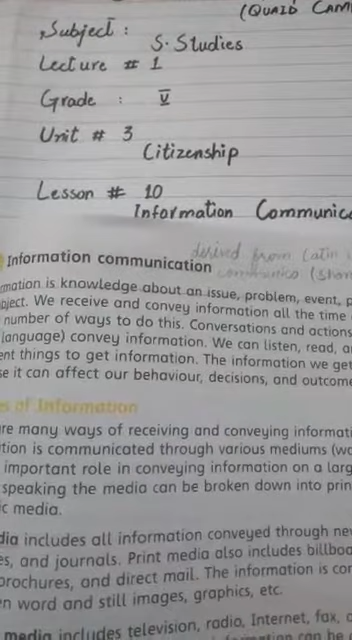 (QUAID CAM
Subject :
S. Studies
Lecture # 1
Grade : V
Unit # 3
Citizenship
Lesson # 10
Information Communic
derived from Latin
Information communication
communico (shar
mation is knowledge about an issue, problem, event, p
bject. We receive and convey information all the time
number of ways to do this. Conversations and actions
language) convey information. We can listen, read, a
ent things to get information. The information we get
se it can affect our behaviour, decisions, and outcome
s of Information
are many ways of receiving and conveying informati
tion is communicated through various mediums (wo
important role in conveying information on a larg
speaking the media can be broken down into prin
ic media.
dia includes all information conveyed through ne
es, and journals. Print media also includes billboa
brochures, and direct mail. The information is con
en word and still images, graphics, etc.
media includes television, radio, Internet, fax,
can be